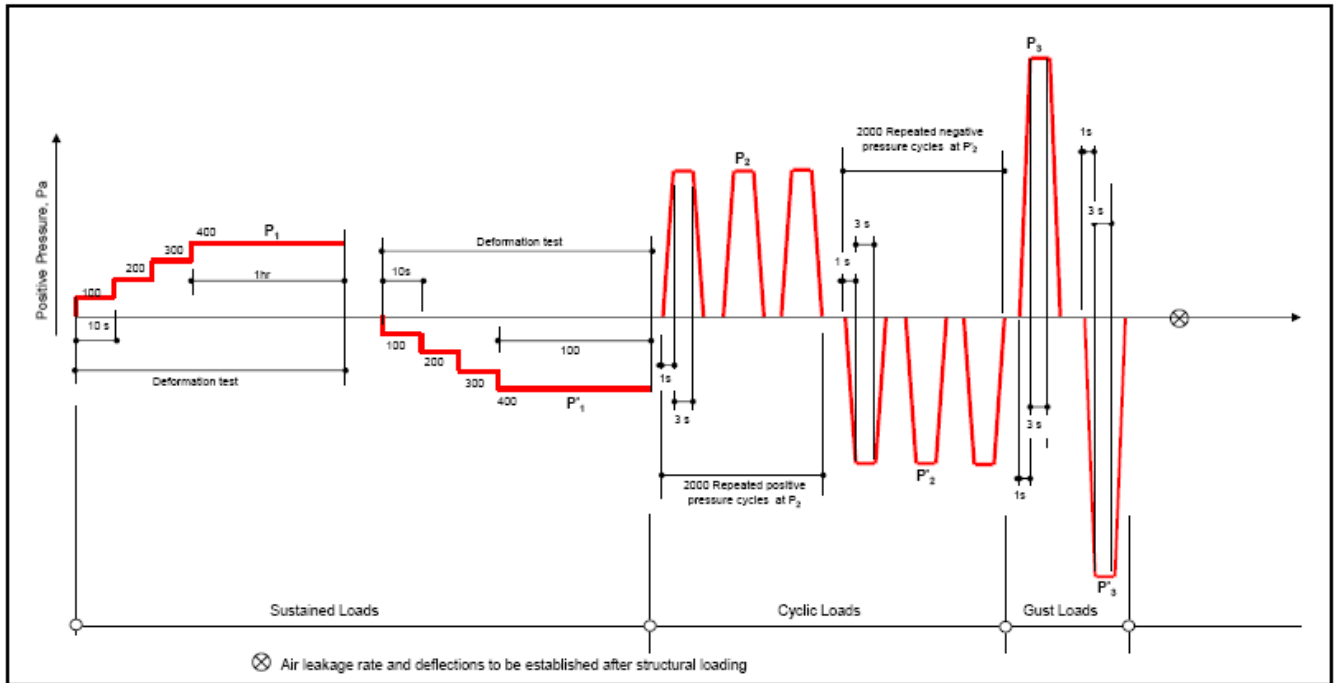 P3
2000 Repeated negative
pressure cycles at P'2
1s
P2
3 s
Positive Pressure, Pa
400
P1
300
200
1hr
100
10 s
Deformation test
Deformation test
10s
100
200
100
300
400
P'1
1s
3 s
3 s
1 s
2000 Repeated positive
pressure cycles at P2
P'2
3 s
1s
P'3
Sustained Loads
Cyclic Loads
Gust Loads
Air leakage rate and deflections to be established after structural loading